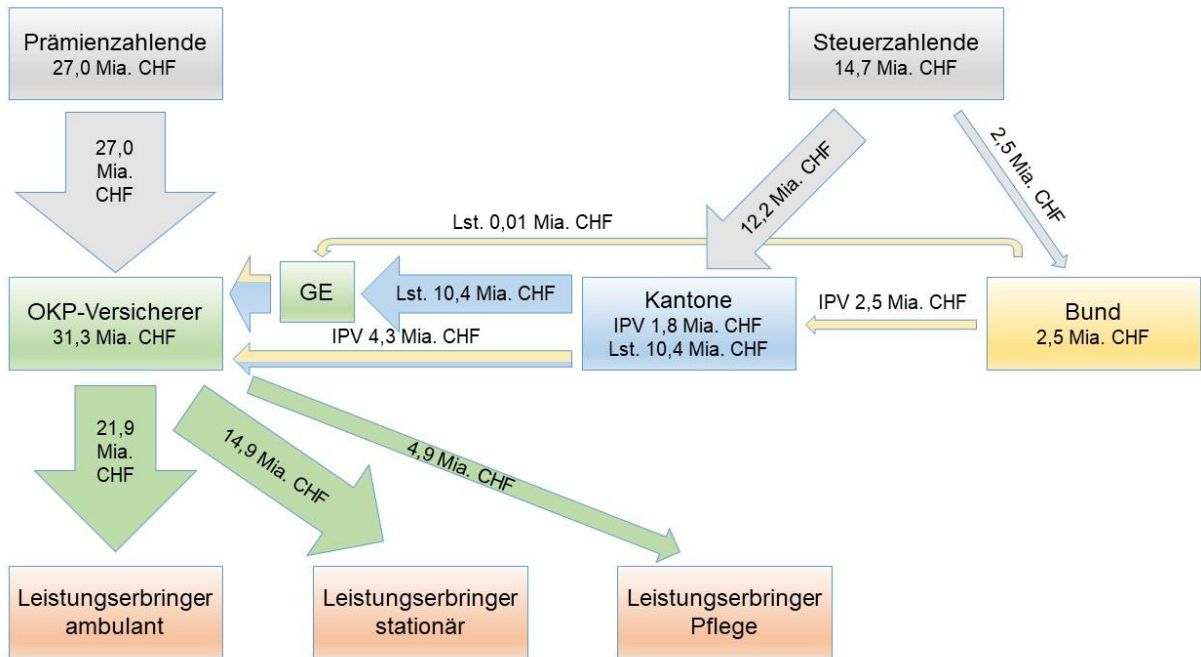 Prämienzahlende
27,0 Mia. CHF
Steuerzahlende
14,7 Mia. CHF
27,0
Mia.
CHF
12,2 Mia. CHF
2,5 Mia. CHF
Lst. 0,01 Mia. CHF
OKP-Versicherer
31,3 Mia. CHF
GE
Lst. 10,4 Mia. CHF
IPV 4,3 Mia. CHF
Kantone
IPV 1,8 Mia. CHF
Lst. 10,4 Mia. CHF
IPV 2,5 Mia. CHF
Bund
2,5 Mia. CHF
21,9
Mia.
CHF
14,9 Mia. CHF
4,9 Mia. CHF
Leistungserbringer
ambulant
Leistungserbringer
stationär
Leistungserbringer
Pflege